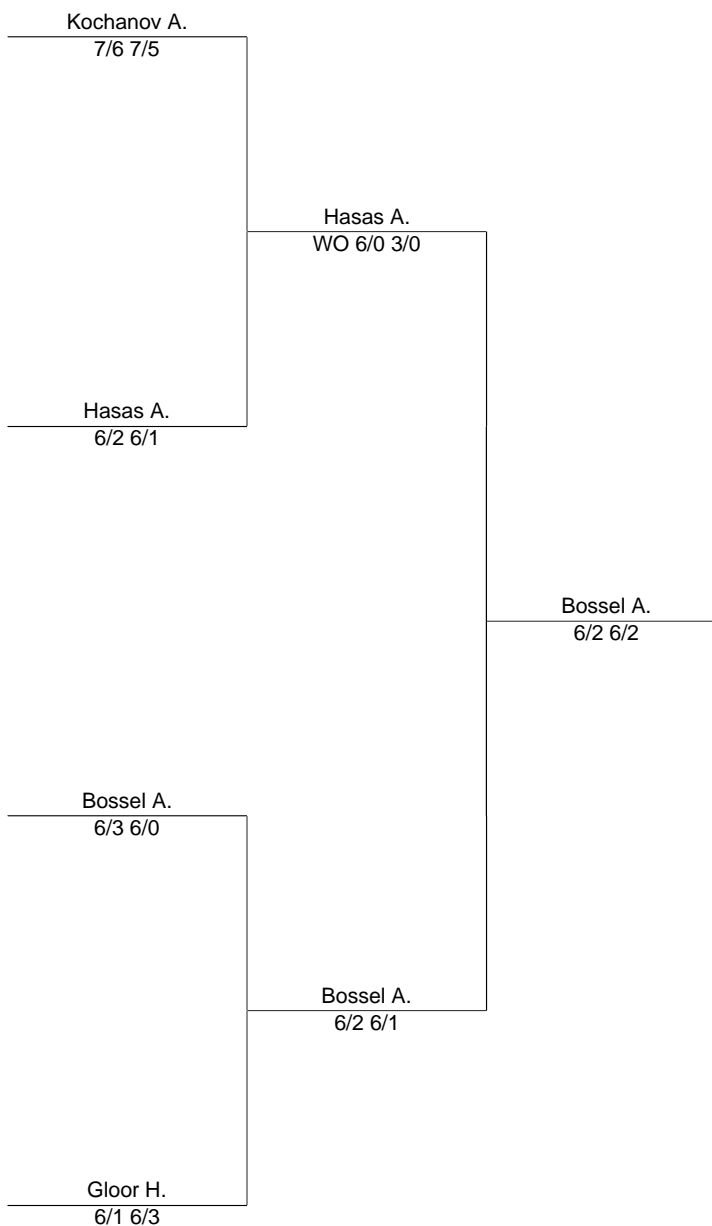 Kochanov A.
7/6 7/5
Hasas A.
WO 6/0 3/0
Hasas A.
6/2 6/1
Bossel A.
6/2 6/2
Bossel A.
6/3 6/0
Bossel A.
6/2 6/1
Gloor H.
6/1 6/3